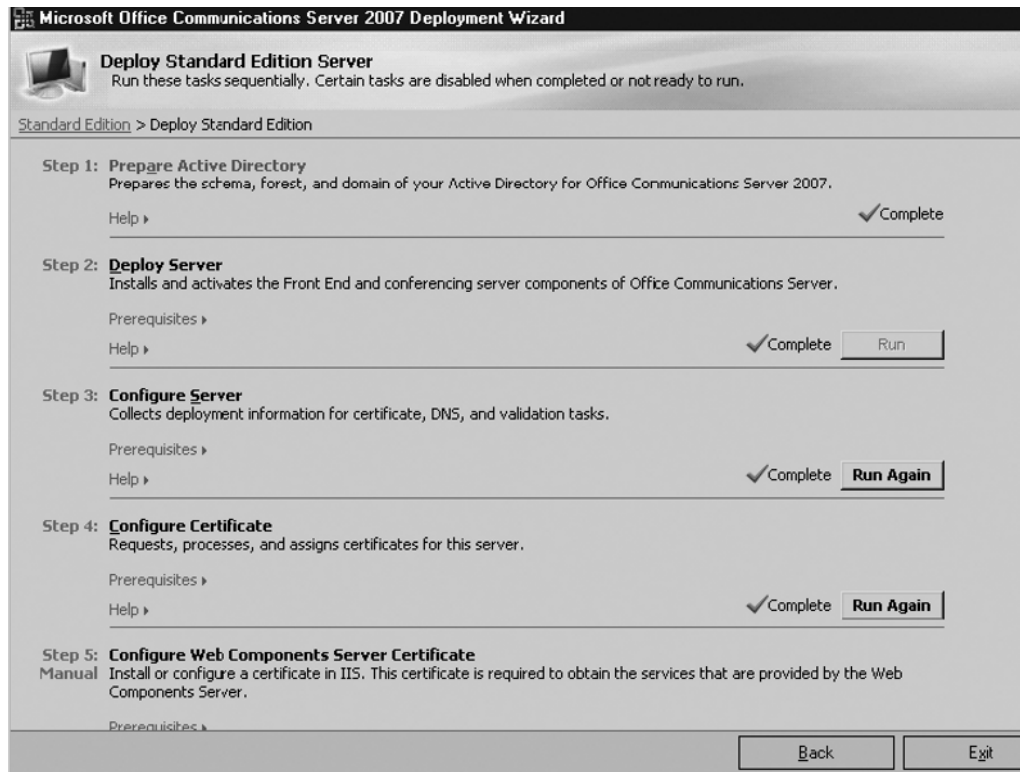 Microsoft Office Communications Server 2007 Deployment Wizard
Deploy Standard Edition Server
Run these tasks sequentially. Certain tasks are disabled when completed or not ready to run.
Standard Edition > Deploy Standard Edition
Step 1: Prepare Active Directory
Prepares the schema, forest, and domain of your Active Directory for Office Communications Server 2007.
Help
Complete
Step 2: Deploy Server
Installs and activates the Front End and conferencing server components of Office Communications Server.
Prerequisites
Help
Complete Run
Step 3: Configure Server
Collects deployment information for certificate, DNS, and validation tasks.
Prerequisites
Help
Complete Run Again
Step 4: Configure Certificate
Requests, processes, and assigns certificates for this server.
Prerequisites
Help
Complete Run Again
Step 5: Configure Web Components Server Certificate
Manual Install or configure a certificate in IIS. This certificate is required to obtain the services that are provided by the Web
Components Server.
Prerequisites
Back Exit